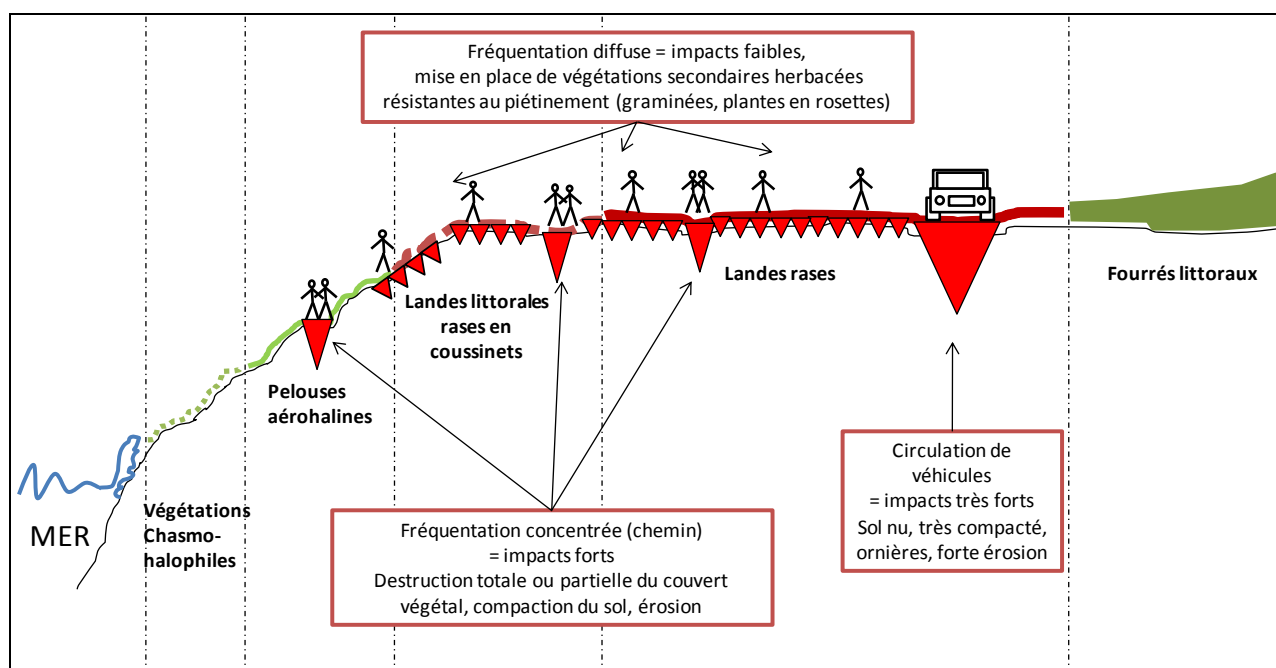 Fréquentation diffuse = impacts faibles,
mise en place de végétations secondaires herbacées
résistantes au piétinement (graminées, plantes en rosettes)
MER
Végétations
Chasmo-
halophiles
Pelouses
aérohalines
Landes littorales
rases en
coussinets
Landes rases
Fourrés littoraux
Fréquentation concentrée (chemin)
= impacts forts
Destruction totale ou partielle du couvert
végétal, compaction du sol, érosion
Circulation de
véhicules
= impacts très forts
Sol nu, très compacté,
ornières, forte érosion